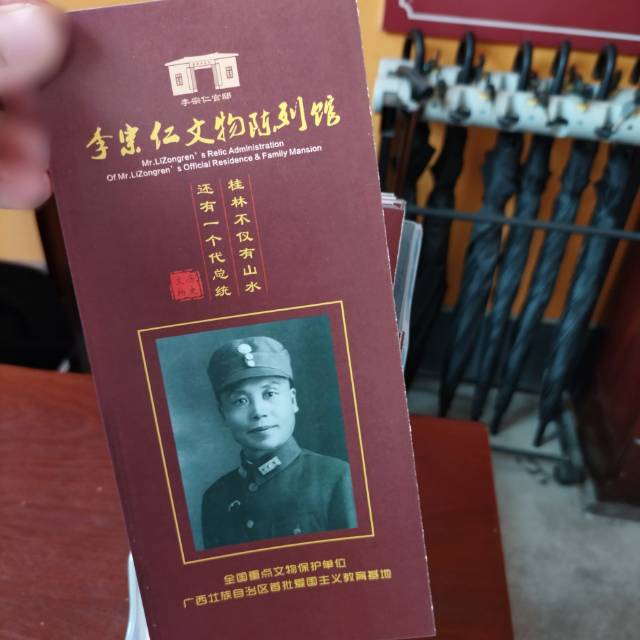 李宗仁官邸
李宗仁文物陈列馆
Mr.LiZongren's Relic Administration
Of Mr.LiZongren's Official Residence & Family Mansion
桂林不仅有山水
还有一个代总统
全国重点文物保护单位
广西壮族自治区首批爱国主义教育基地